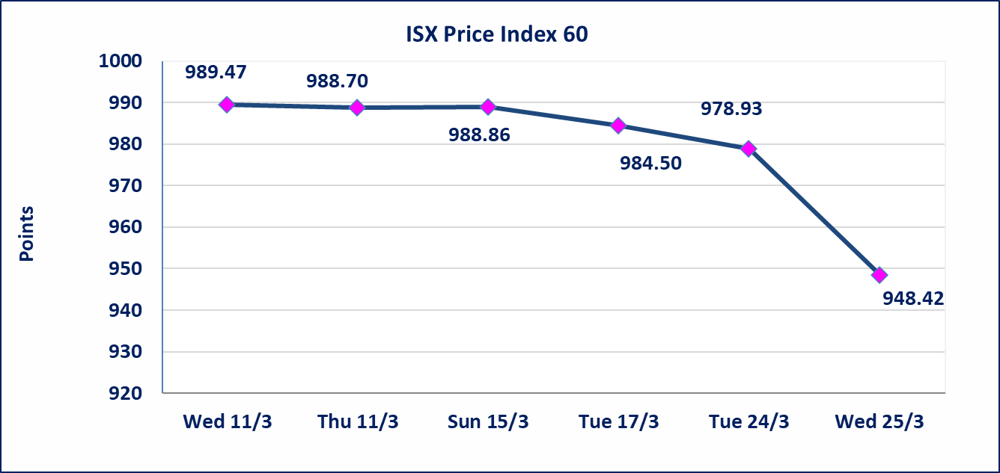 ISX Price Index 60
Points
1000
990
980
970
960
950
940
930
920
989.47
988.70
988.86
984.50
978.93
948.42
Wed 11/3
Thu 11/3
Sun 15/3
Tue 17/3
Tue 24/3
Wed 25/3